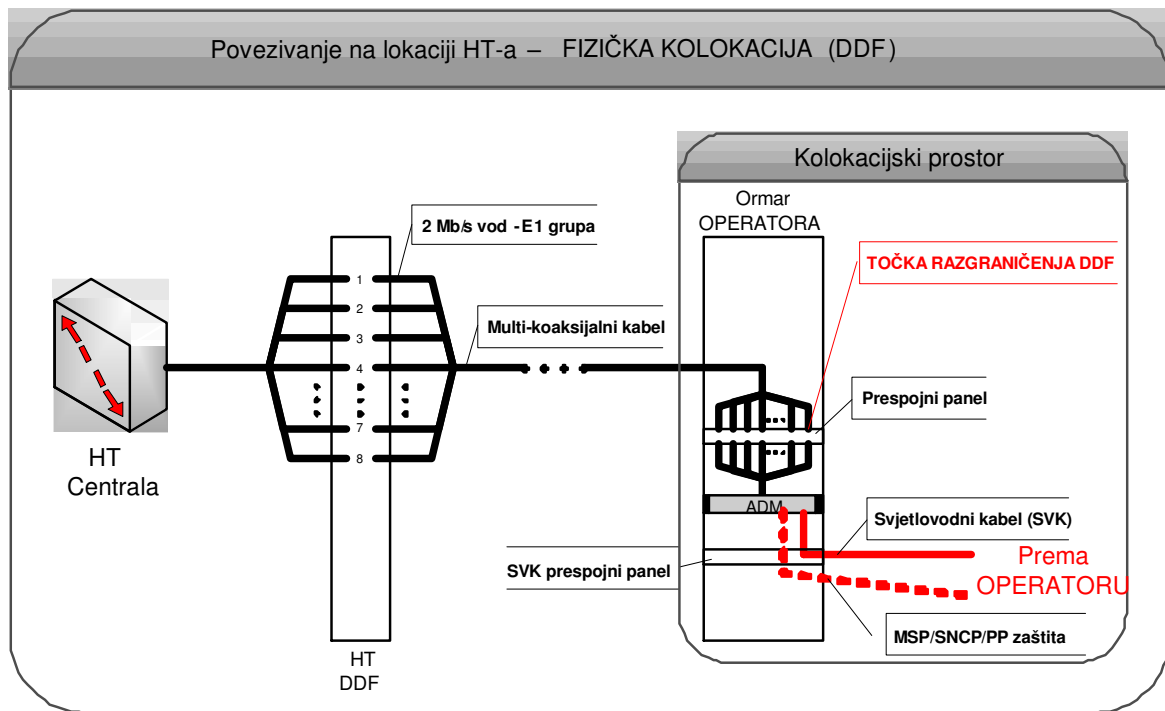 Povezivanje na lokaciji HT-a – FIZIČKA KOLOKACIJA (DDF)
Kolokacijski prostor
Ormar
OPERATORA
2 Mb/s vod -E1 grupa
TOČKA RAZGRANIČENJA DDF
1
2
3
4
7
8
Multi-koaksijalni kabel
Prespojni panel
HT
Centrala
ADM
Svjetlovodni kabel (SVK)
SVK prespojni panel
Prema
OPERATORU
MSP/SNCP/PP zaštita
HT
DDF